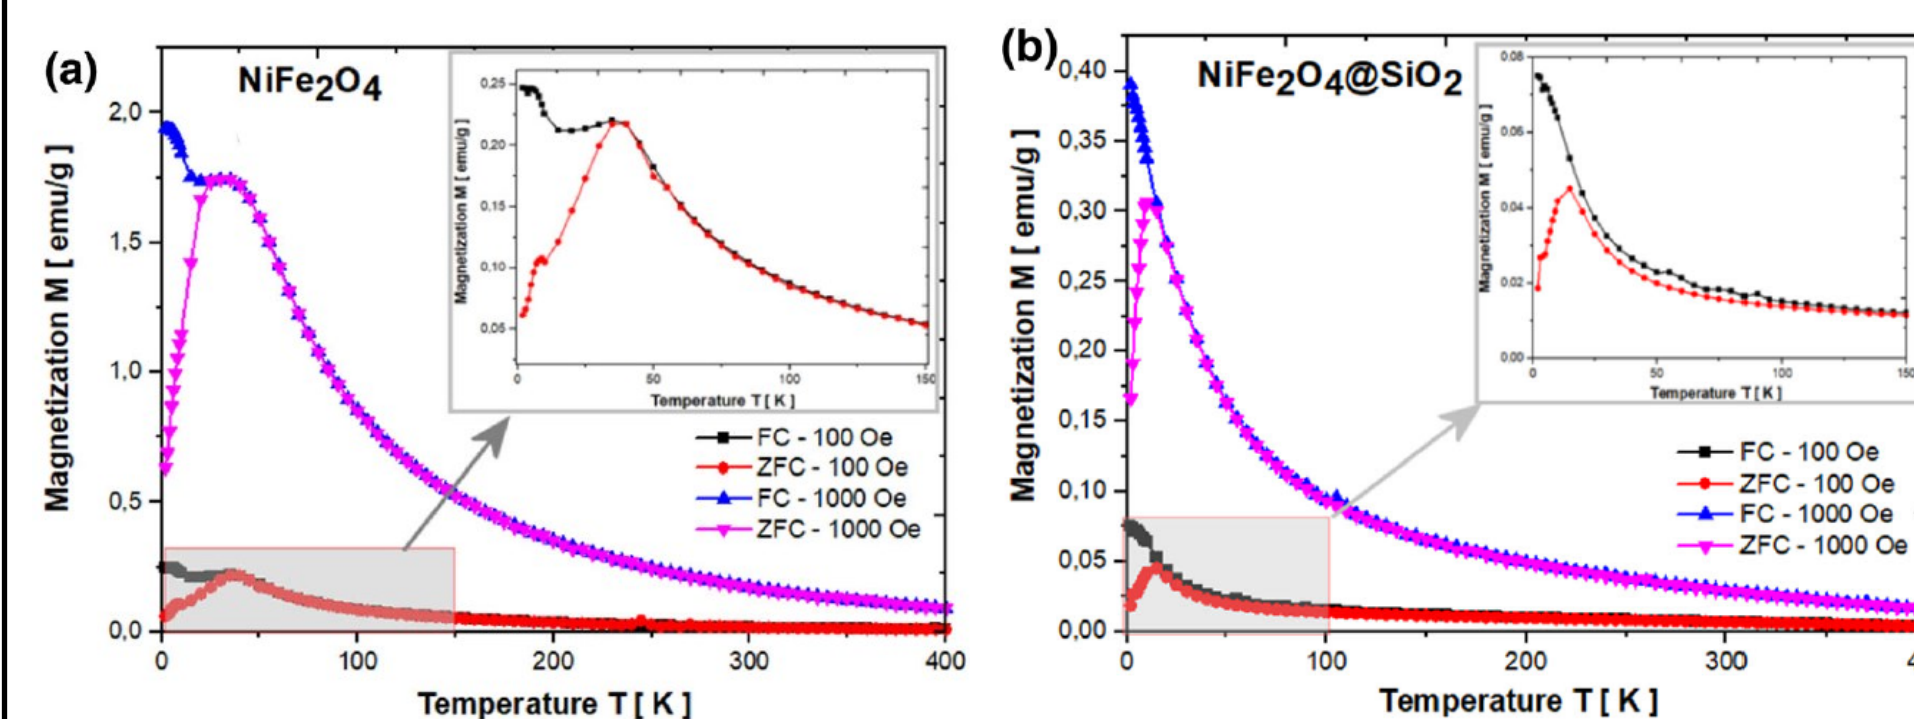 (a)
NiFe2O4
Magnetization M [ emu/g ]
2,0
1,5
1,0
0,5
0,0
0
100
200
300
400
Temperature T [ K ]
Magnetization M [ emu/g ]
0.25
0.20
0.15
0.10
0.05
0
50
100
150
Temperature T [ K ]
FC - 100 Oe
ZFC - 100 Oe
FC - 1000 Oe
ZFC - 1000 Oe
(b)
NiFe2O4@SiO2
Magnetization M [ emu/g ]
0,40
0,35
0,30
0,25
0,20
0,15
0,10
0,05
0,00
0
100
200
300
4
Temperature T [ K ]
Magnetization M [ emu/g ]
0.08
0.06
0.04
0.02
0.00
0
50
100
150
Temperature T [ K ]
FC - 100 Oe
ZFC - 100 Oe
FC - 1000 Oe
ZFC - 1000 Oe